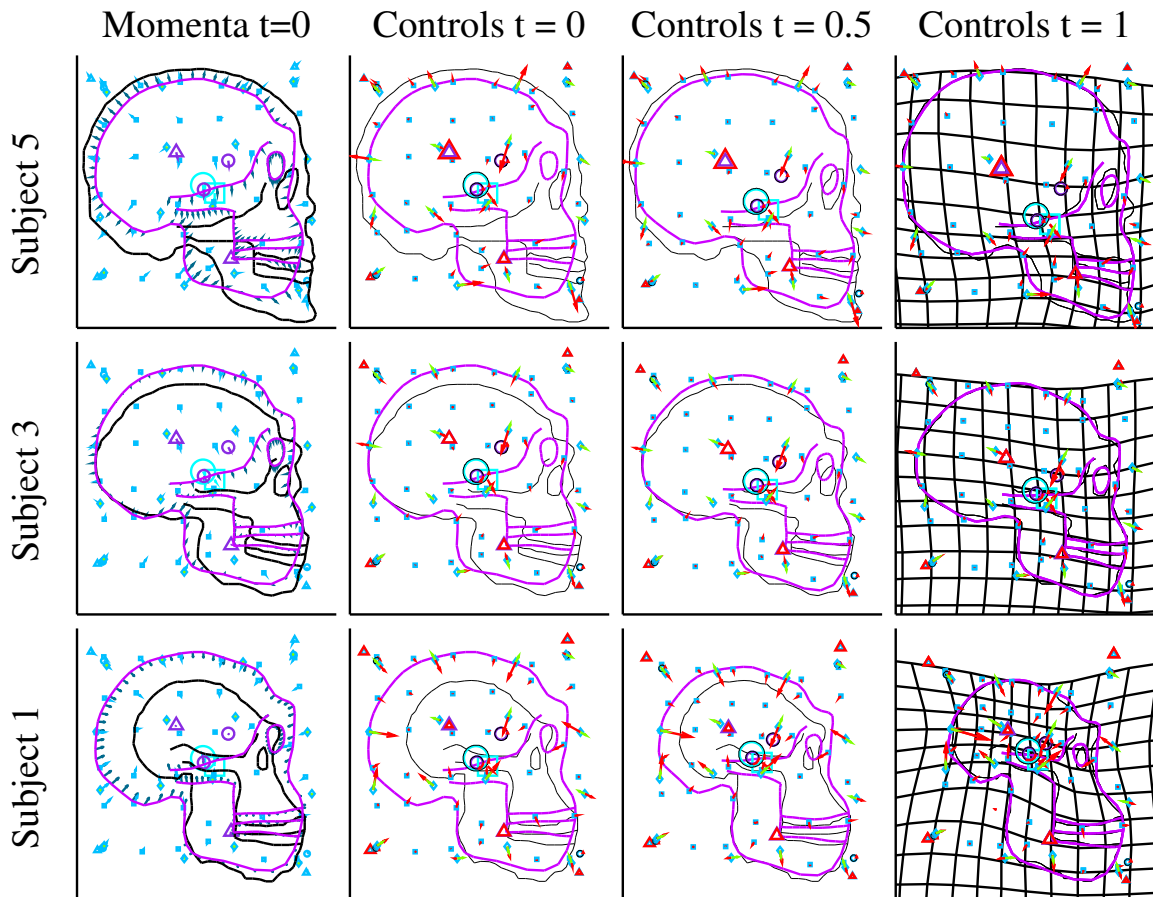 Momenta t=0
Controls t = 0
Controls t = 0.5
Controls t = 1
Subject 5
Subject 3
Subject 1